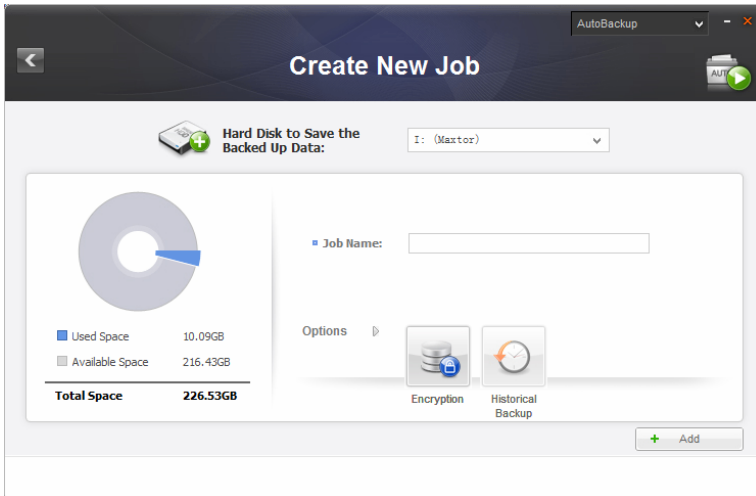 AutoBackup
Create New Job
AUT
Hard Disk to Save the
Backed Up Data:
I: (Maxtor)
Job Name:
Used Space 10.09GB
Available Space 216.43GB
Total Space 226.53GB
Options
Encryption
Historical
Backup
+ Add